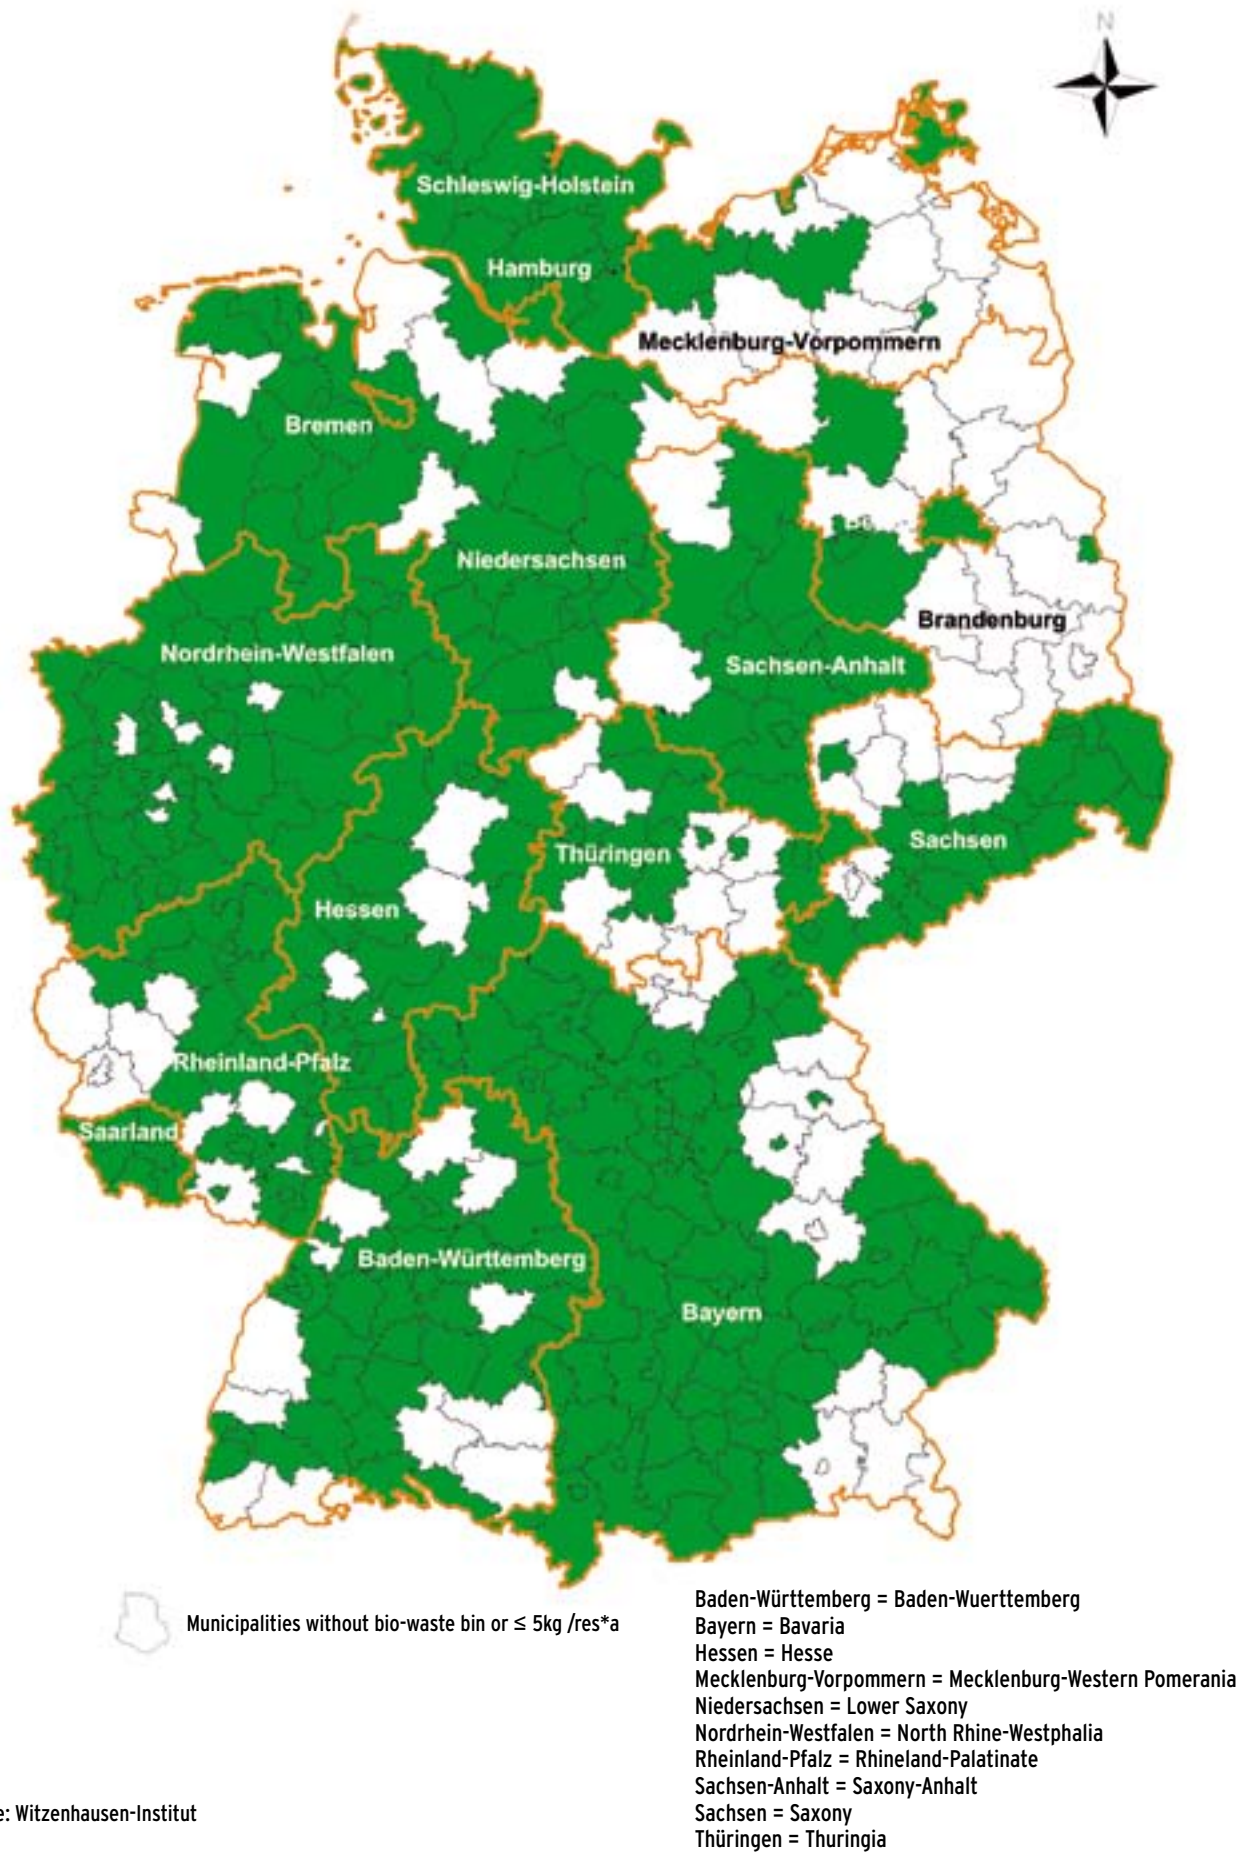 N
Schleswig-Holstein
Hamburg
Mecklenburg-Vorpommern
Bremen
Niedersachsen
Brandenburg
Nordrhein-Westfalen
Sachsen-Anhalt
Sachsen
Thüringen
Hessen
Rheinland-Pfalz
Saarland
Baden-Württemberg
Bayern
Municipalities without bio-waste bin or ≤ 5kg /res*a
Baden-Württemberg = Baden-Wuerttemberg
Bayern = Bavaria
Hessen = Hesse
Mecklenburg-Vorpommern = Mecklenburg-Western Pomerania
Niedersachsen = Lower Saxony
Nordrhein-Westfalen = North Rhine-Westphalia
Rheinland-Pfalz = Rhineland-Palatinate
Sachsen-Anhalt = Saxony-Anhalt
Sachsen = Saxony
Thüringen = Thuringia
e: Witzenhausen-Institut